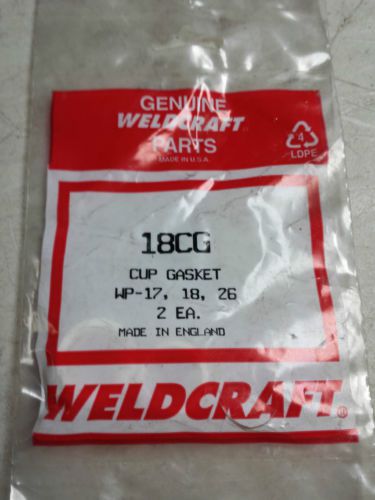 GENUINE
WELDCRAFT
PARTS
MADE IN U.S.A.
4
LDPE
18CG
CUP GASKET
WP-17, 18, 26
2 EA.
MADE IN ENGLAND
WELDCRAFT®